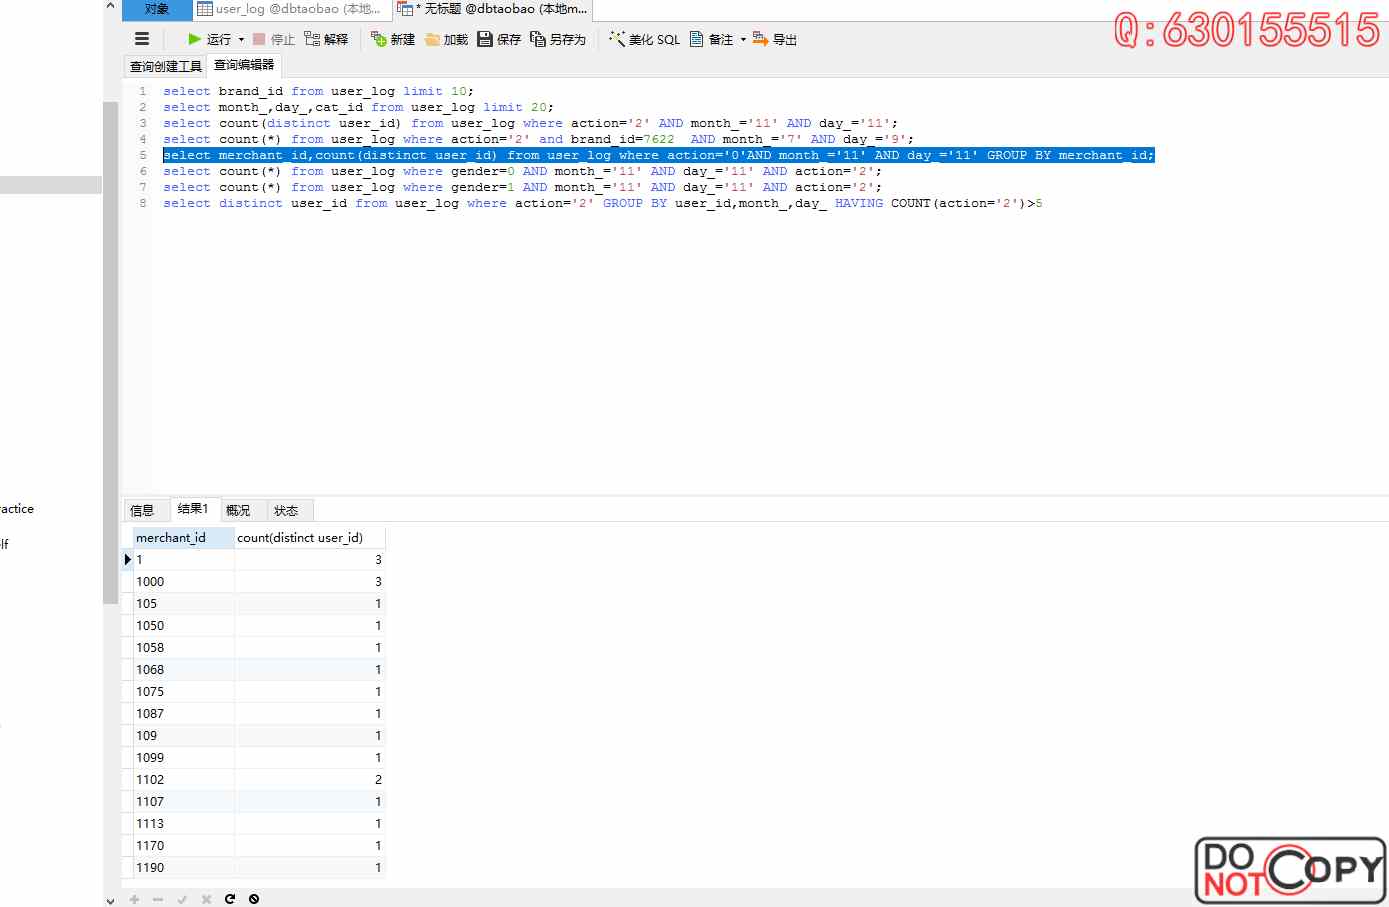 对象
user_log @dbtaobao (本地...
* 无标题 @dbtaobao (本地m...
Q:630155515
运行 停止 解释 新建 加载 保存 另存为 美化 SQL 备注 导出
查询创建工具 查询编辑器
1 select brand_id from user_log limit 10;
2 select month_,day_,cat_id from user_log limit 20;
3 select count(distinct user_id) from user_log where action='2' AND month_='11' AND day_='11';
4 select count(*) from user_log where action='2' and brand_id=7622  AND month_='7' AND day_='9';
5 select merchant_id,count(distinct user_id) from user_log where action='0'AND month_='11' AND day_='11' GROUP BY merchant_id;
6 select count(*) from user_log where gender=0 AND month_='11' AND day_='11' AND action='2';
7 select count(*) from user_log where gender=1 AND month_='11' AND day_='11' AND action='2';
8 select distinct user_id from user_log where action='2' GROUP BY user_id,month_,day_ HAVING COUNT(action='2')>5
actice
lf
信息 结果1 概况 状态
merchant_id count(distinct user_id)
1 3
1000 3
105 1
1050 1
1058 1
1068 1
1075 1
1087 1
109 1
1099 1
1102 2
1107 1
1113 1
1170 1
1190 1
DO NOT COPY